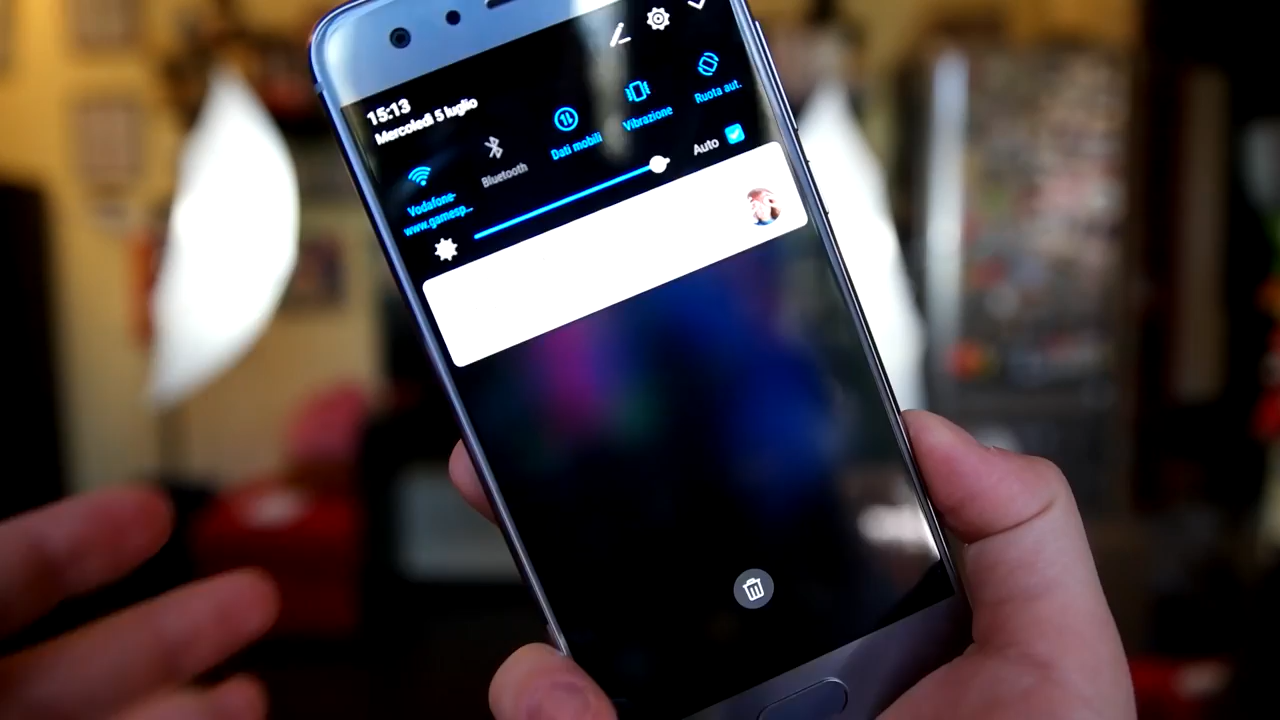 15:13
Mercoledì 5 luglio
Vodafone-
www.gamesp...
Bluetooth
Dati mobili
Vibrazione
Ruota aut.
Auto